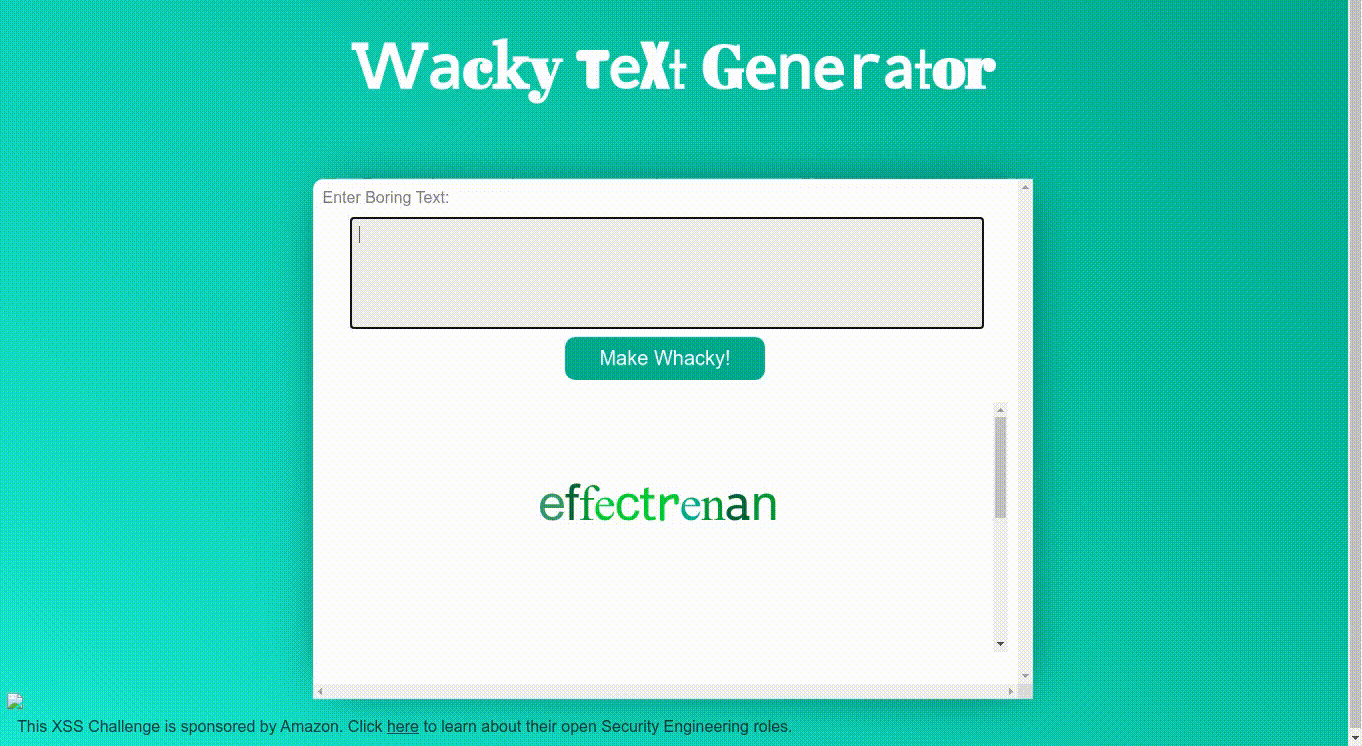 Wacky TeXt Generator
Enter Boring Text:
Make Whacky!
effectrenan
This XSS Challenge is sponsored by Amazon. Click here to learn about their open Security Engineering roles.